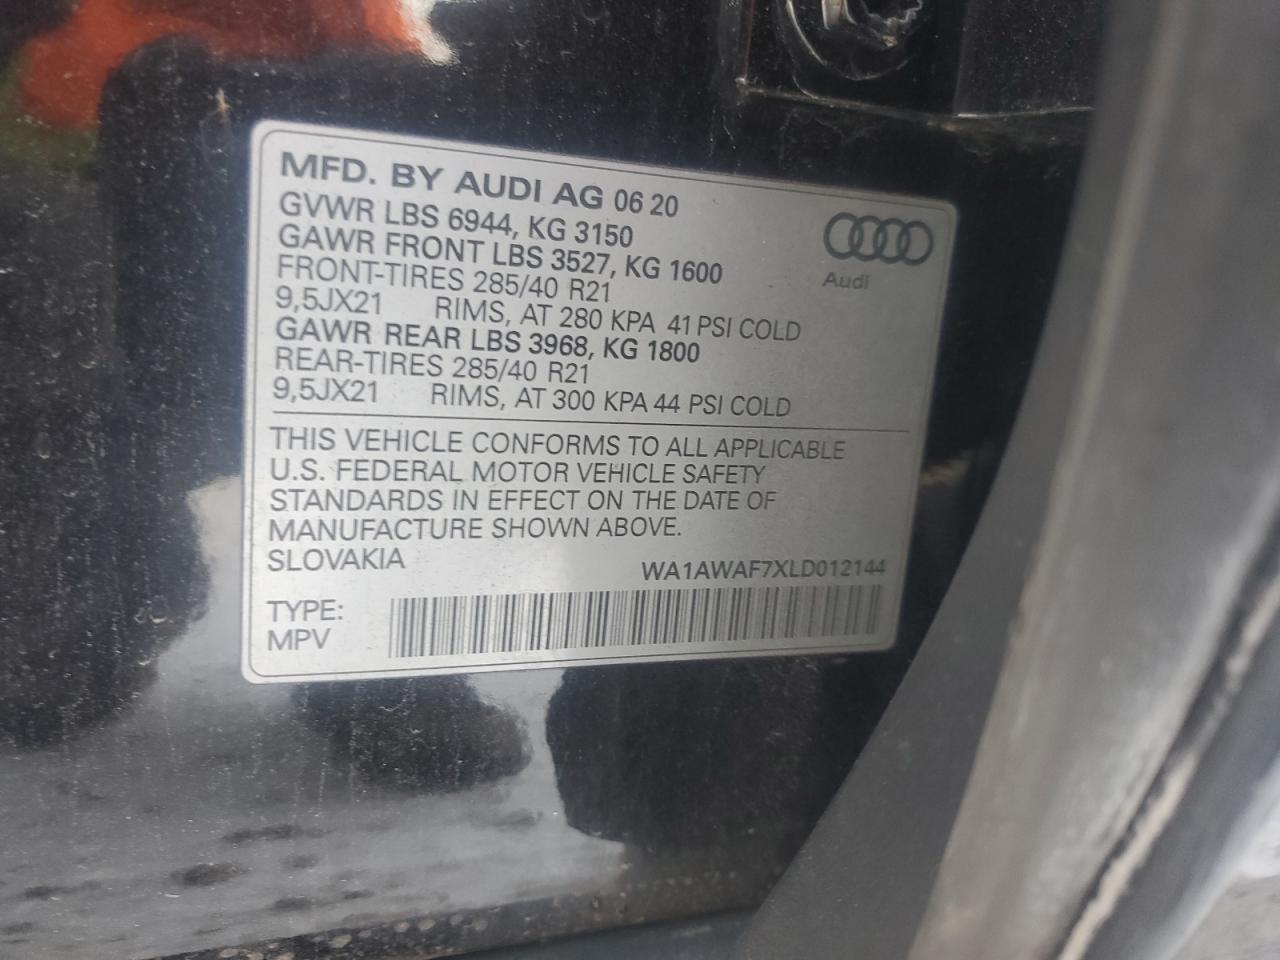 MFD. BY AUDI AG 06 20
GVWR LBS 6944, KG 3150
GAWR FRONT LBS 3527, KG 1600
FRONT-TIRES 285/40 R21
9,5JX21 RIMS, AT 280 KPA 41 PSI COLD
GAWR REAR LBS 3968, KG 1800
REAR-TIRES 285/40 R21
9,5JX21 RIMS, AT 300 KPA 44 PSI COLD
Audi
THIS VEHICLE CONFORMS TO ALL APPLICABLE
U.S. FEDERAL MOTOR VEHICLE SAFETY
STANDARDS IN EFFECT ON THE DATE OF
MANUFACTURE SHOWN ABOVE.
SLOVAKIA WA1AWAF7XLD012144
TYPE:
MPV